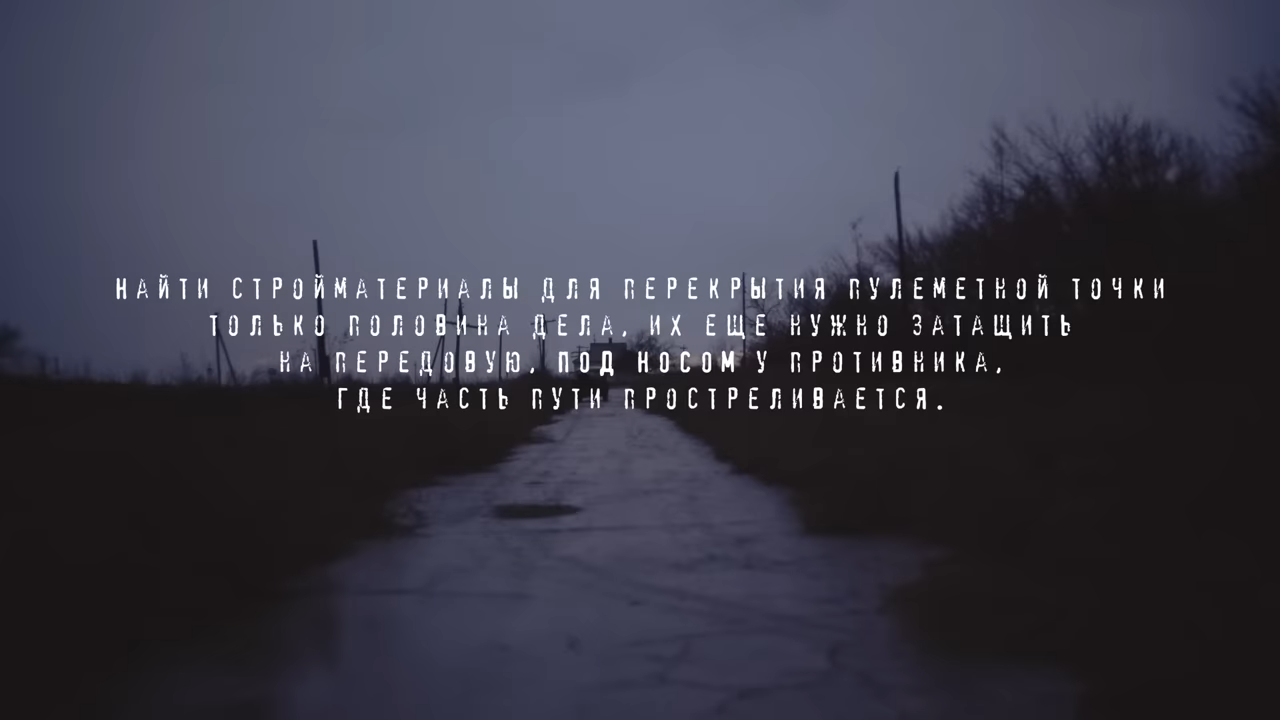 НАЙТИ СТРОЙМАТЕРИАЛЫ ДЛЯ ПЕРЕКРЫТИЯ ПУЛЕМЕТНОЙ ТОЧКИ
ТОЛЬКО ПОЛОВИНА ДЕЛА. ИХ ЕЩЕ НУЖНО ЗАТАЩИТЬ
НА ПЕРЕДОВУЮ, ПОД НОСОМ У ПРОТИВНИКА,
ГДЕ ЧАСТЬ ПУТИ ПРОСТРЕЛИВАЕТСЯ.